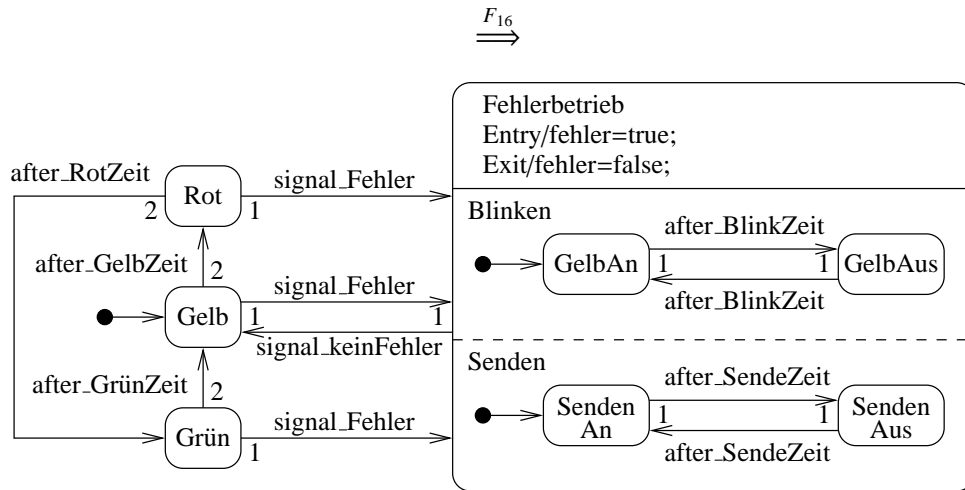 F16
Fehlerbetrieb
Entry/fehler=true;
Exit/fehler=false;
after_RotZeit
Rot
signal_Fehler
2
1
Blinken
after_BlinkZeit
after_GelbZeit
2
GelbAn
1
1
GelbAus
signal_Fehler
after_BlinkZeit
Gelb
1
1
signal_keinFehler
Senden
after_GrünZeit
2
after_SendeZeit
Senden
An
1
1
Senden
Aus
signal_Fehler
Grün
1
after_SendeZeit